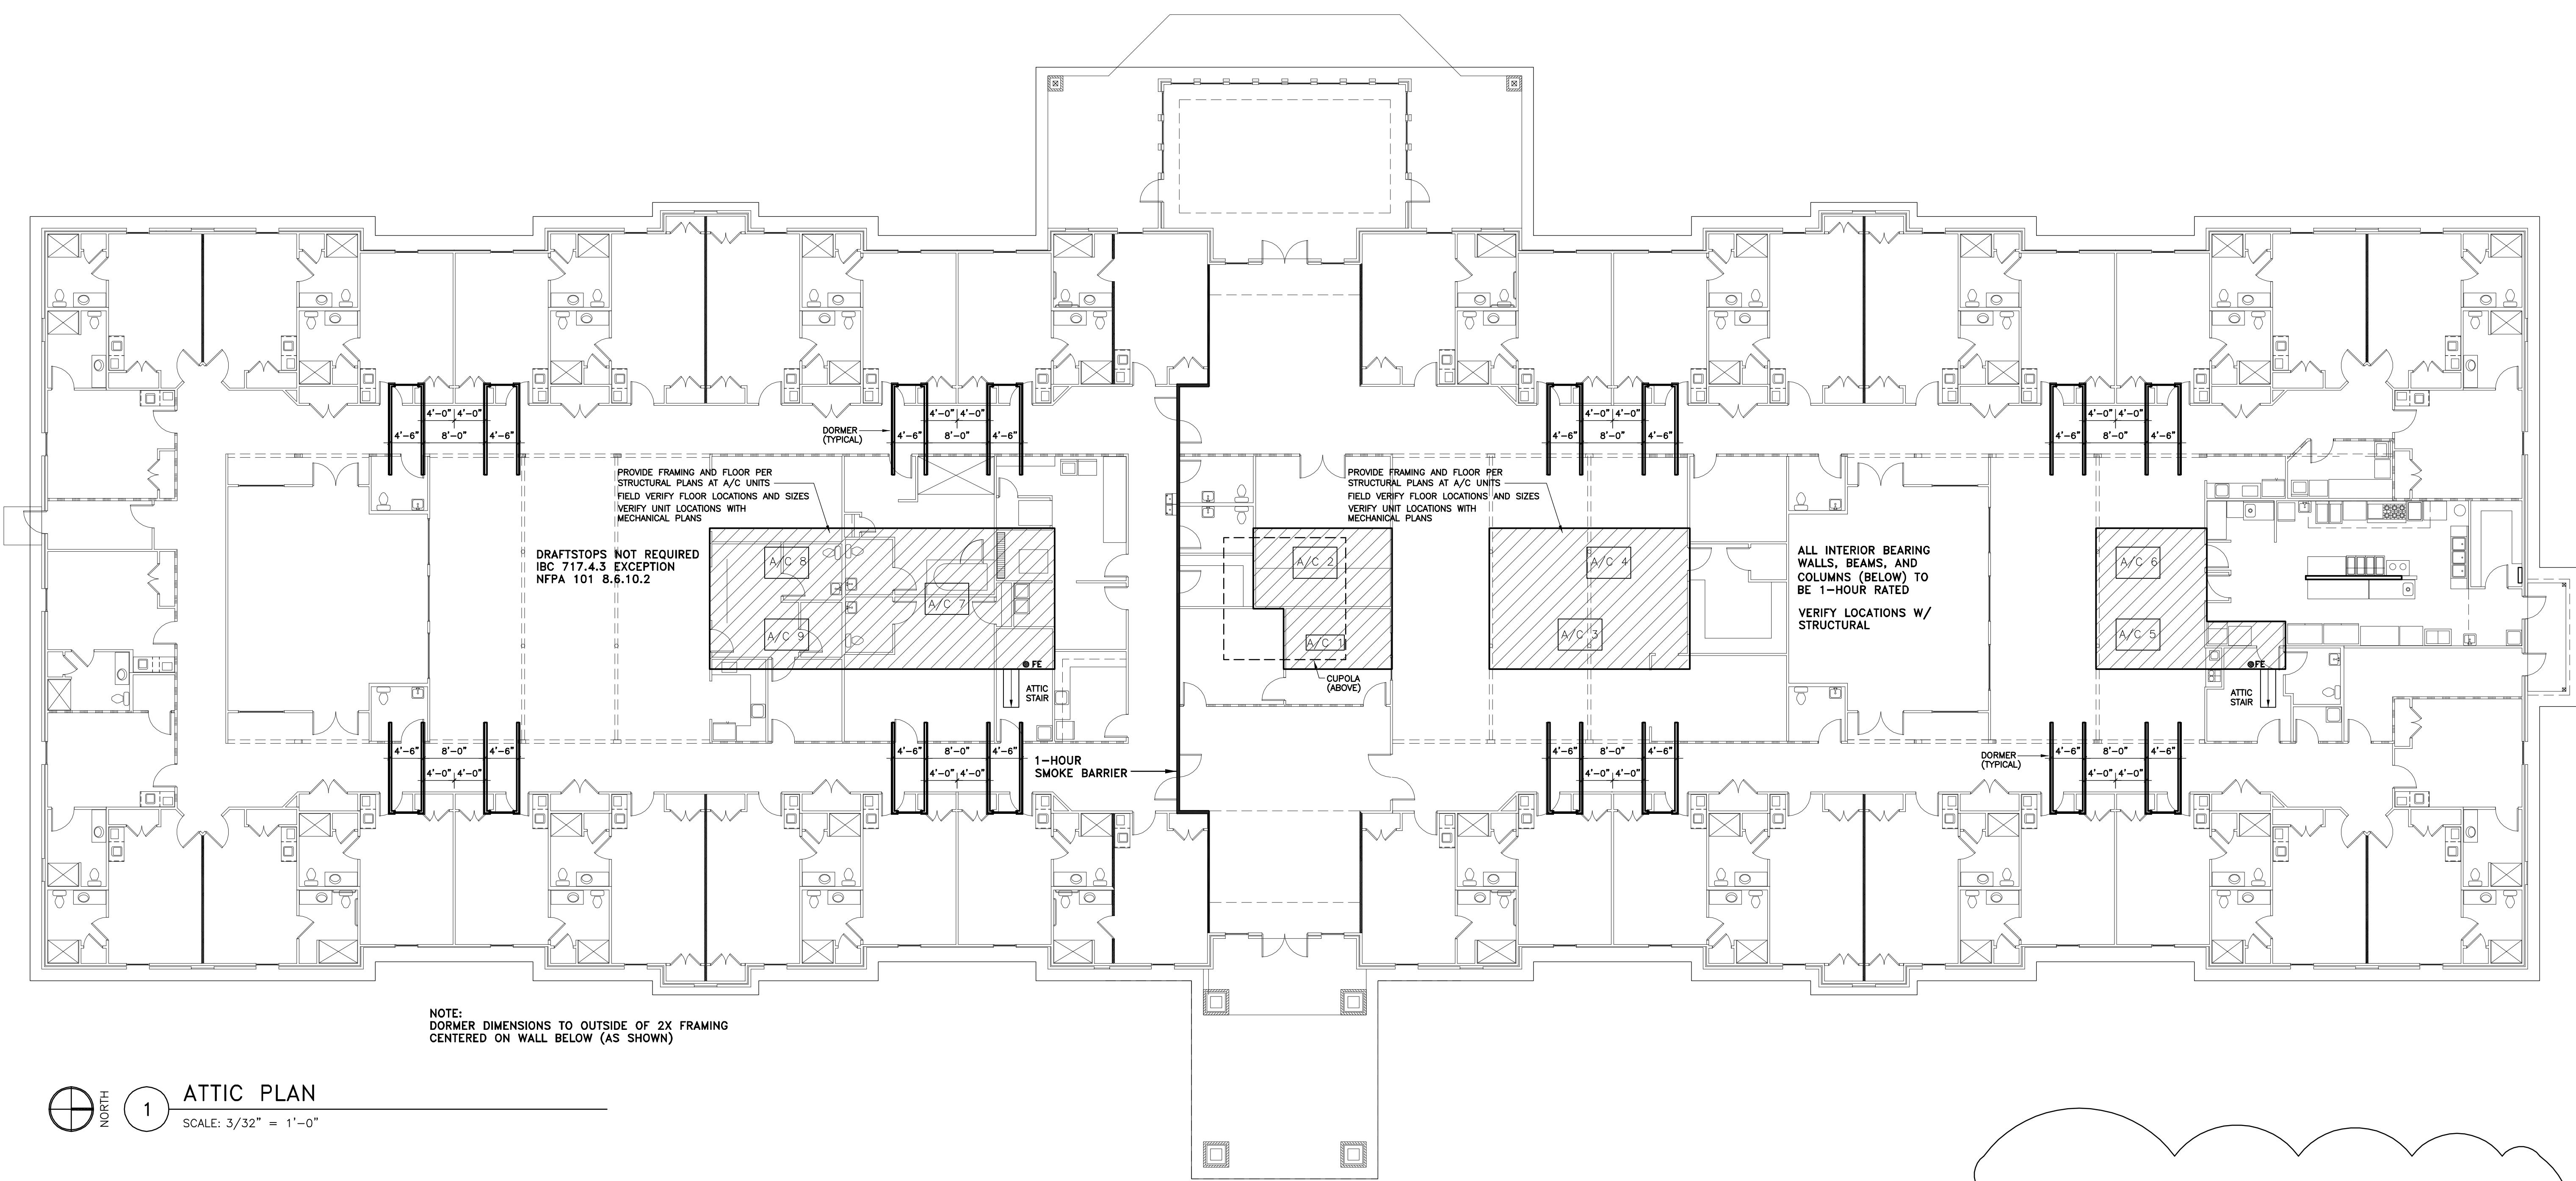 4'-0" 4'-0"
4'-6" 8'-0" 4'-6"
DORMER
(TYPICAL)
4'-0" 4'-0"
4'-6" 8'-0" 4'-6"
4'-0" 4'-0"
4'-6" 8'-0" 4'-6"
4'-0" 4'-0"
4'-6" 8'-0" 4'-6"
PROVIDE FRAMING AND FLOOR PER
STRUCTURAL PLANS AT A/C UNITS
FIELD VERIFY FLOOR LOCATIONS AND SIZES
VERIFY UNIT LOCATIONS WITH
MECHANICAL PLANS
PROVIDE FRAMING AND FLOOR PER
STRUCTURAL PLANS AT A/C UNITS
FIELD VERIFY FLOOR LOCATIONS AND SIZES
VERIFY UNIT LOCATIONS WITH
MECHANICAL PLANS
DRAFTSTOPS NOT REQUIRED
IBC 717.4.3 EXCEPTION
NFPA 101 8.6.10.2
A/C 8
A/C 7
A/C 9
FE
ATTIC
STAIR
A/C 2
A/C 1
CUPOLA
(ABOVE)
A/C 4
A/C 3
ALL INTERIOR BEARING
WALLS, BEAMS, AND
COLUMNS (BELOW) TO
BE 1-HOUR RATED
VERIFY LOCATIONS W/
STRUCTURAL
A/C 6
A/C 5
FE
ATTIC
STAIR
4'-6" 8'-0" 4'-6"
4'-0" 4'-0"
4'-6" 8'-0" 4'-6"
4'-0" 4'-0"
1-HOUR
SMOKE BARRIER
4'-6" 8'-0" 4'-6"
4'-0" 4'-0"
DORMER
(TYPICAL)
4'-6" 8'-0" 4'-6"
4'-0" 4'-0"
NOTE:
DORMER DIMENSIONS TO OUTSIDE OF 2X FRAMING
CENTERED ON WALL BELOW (AS SHOWN)
NORTH
1
ATTIC PLAN
SCALE: 3/32" = 1'-0"